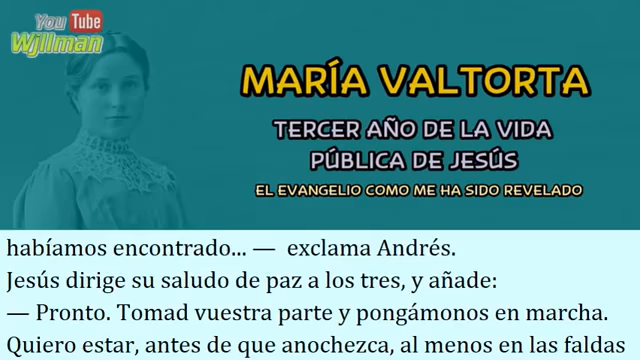 You Tube
Wjllman
MARÍA VALTORTA
TERCER AÑO DE LA VIDA
PÚBLICA DE JESÚS
EL EVANGELIO COMO ME HA SIDO REVELADO
habíamos encontrado... — exclama Andrés.
Jesús dirige su saludo de paz a los tres, y añade:
— Pronto. Tomad vuestra parte y pongámonos en marcha.
Quiero estar, antes de que anochezca, al menos en las faldas